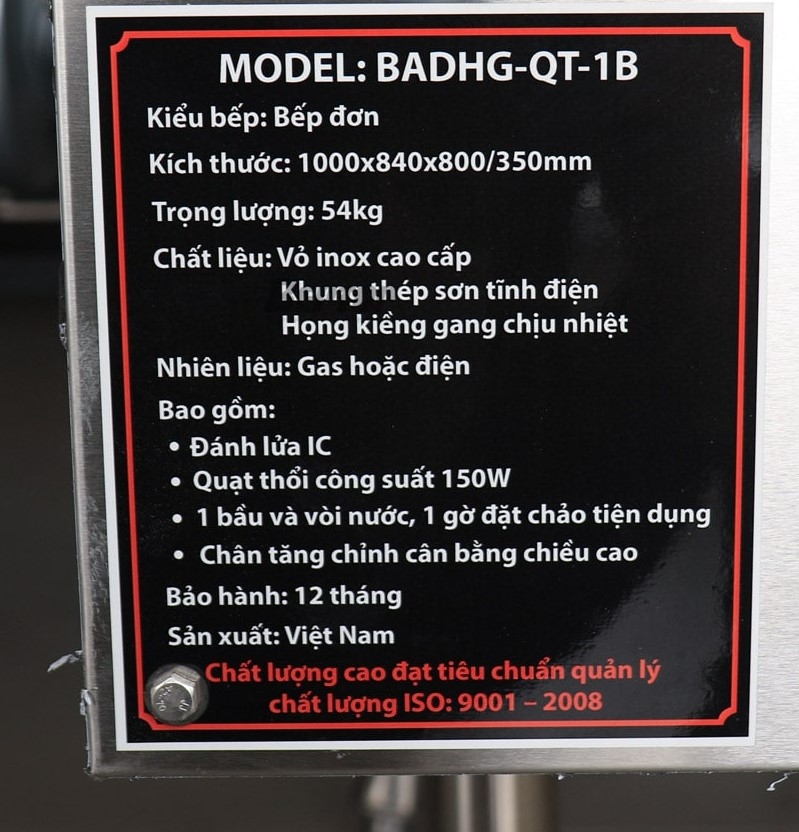 MODEL: BADHG-QT-1B
Kiểu bếp: Bếp đơn
Kích thước: 1000x840x800/350mm
Trọng lượng: 54kg
Chất liệu: Vỏ inox cao cấp
Khung thép sơn tĩnh điện
Họng kiềng gang chịu nhiệt
Nhiên liệu: Gas hoặc điện
Bao gồm:
• Đánh lửa IC
• Quạt thổi công suất 150W
• 1 bầu và vòi nước, 1 gờ đặt chảo tiện dụng
• Chân tăng chỉnh cân bằng chiều cao
Bảo hành: 12 tháng
Sản xuất: Việt Nam
Chất lượng cao đạt tiêu chuẩn quản lý
chất lượng ISO: 9001 – 2008